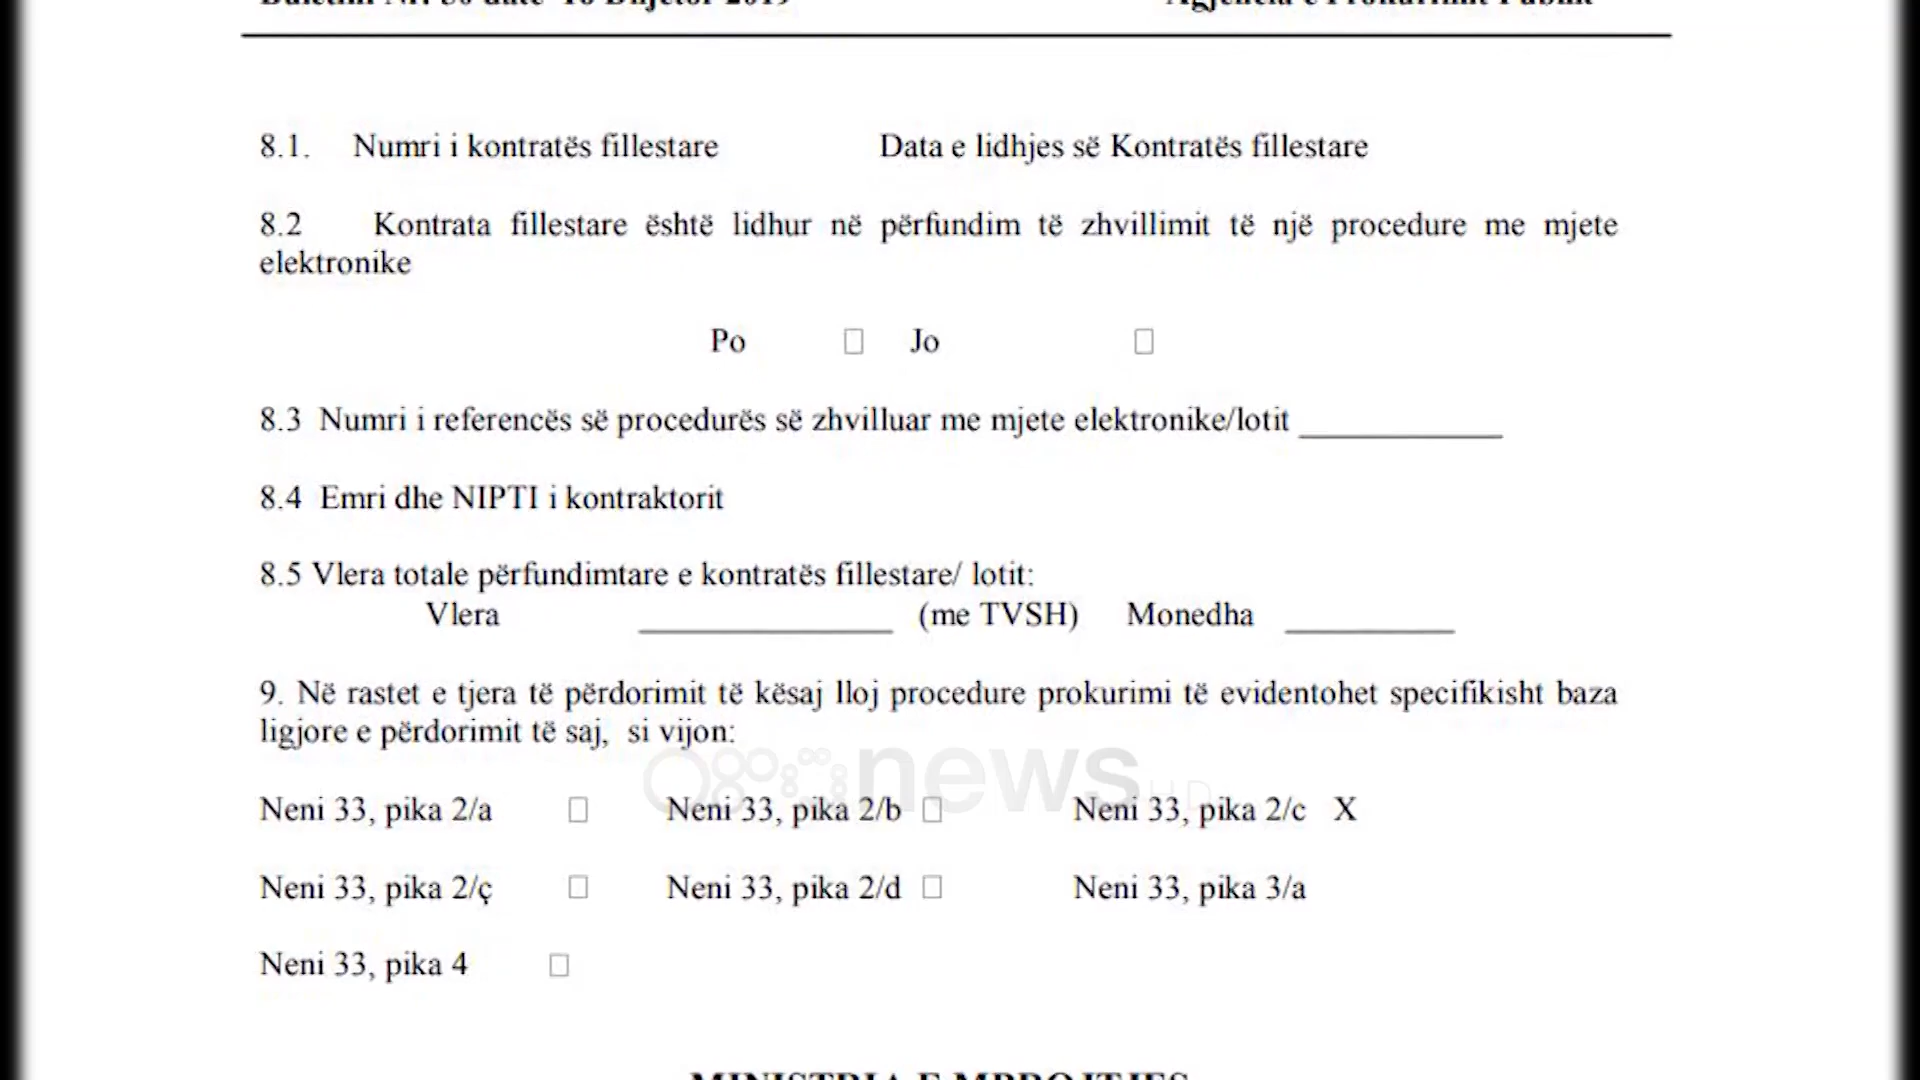 8.1. Numri i kontratës fillestare Data e lidhjes së Kontratës fillestare
8.2 Kontrata fillestare është lidhur në përfundim të zhvillimit të një procedure me mjete
elektronike
Po □ Jo □
8.3 Numri i referencës së procedurës së zhvilluar me mjete elektronike/lotit ____________
8.4 Emri dhe NIPTI i kontraktorit
8.5 Vlera totale përfundimtare e kontratës fillestare/ lotit:
Vlera _______________ (me TVSH) Monedha __________
9. Në rastet e tjera të përdorimit të kësaj lloj procedure prokurimi të evidentohet specifikisht baza
ligjore e përdorimit të saj, si vijon:
news HD
Neni 33, pika 2/a □ Neni 33, pika 2/b □ Neni 33, pika 2/c X
Neni 33, pika 2/ç □ Neni 33, pika 2/d □ Neni 33, pika 3/a
Neni 33, pika 4 □
MINISTRIA E MBROJTJES